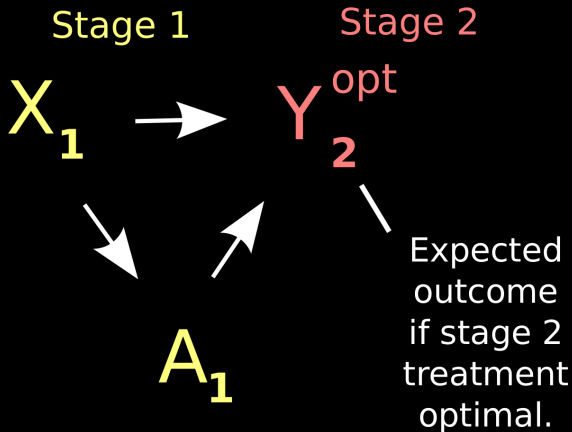 Stage 1
Stage 2
X1
Y2opt
A1
Expected
outcome
if stage 2
treatment
optimal.